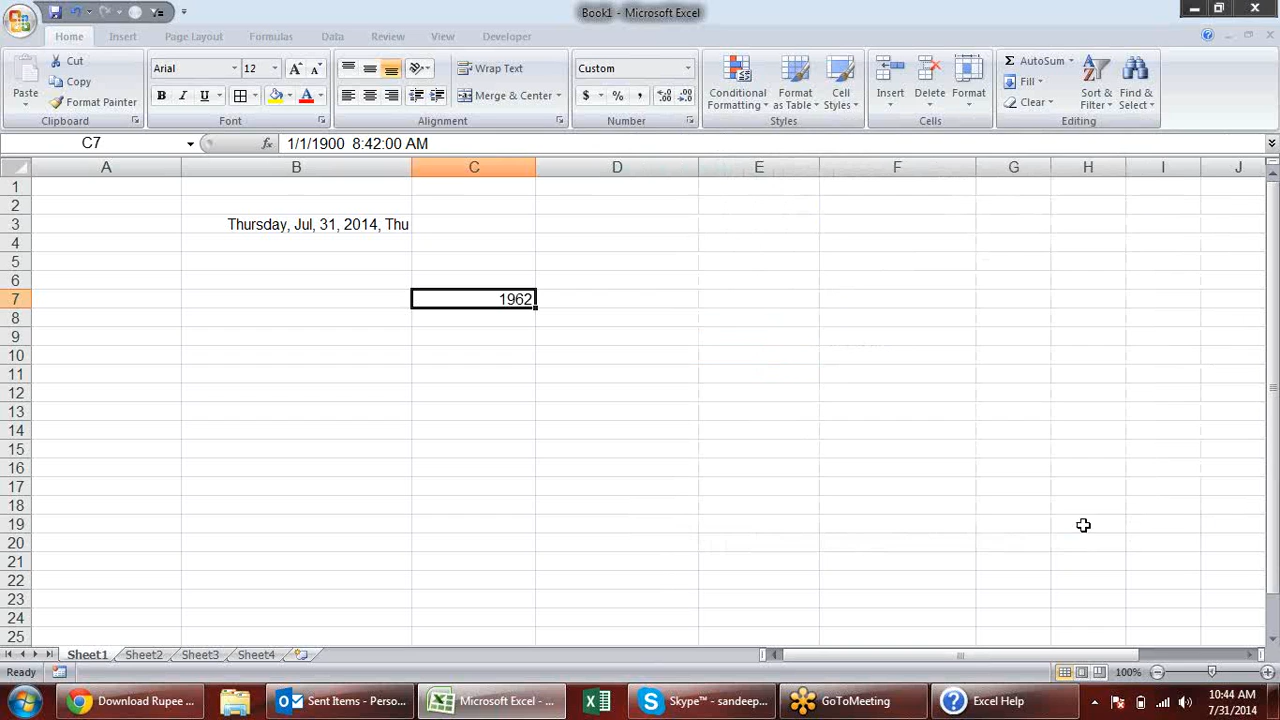 Book1 - Microsoft Excel
Home Insert Page Layout Formulas Data Review View Developer
Paste
Cut
Copy
Format Painter
Clipboard
Arial 12
B I U
Font
Wrap Text
Merge & Center
Alignment
Custom
$ % ,
Number
Conditional Formatting
Format as Table
Cell Styles
Styles
Insert Delete Format
Cells
Σ AutoSum
Fill
Clear
Sort & Filter
Find & Select
Editing
C7 fx 1/1/1900 8:42:00 AM
A B C D E F G H I J
1
2
3 Thursday, Jul, 31, 2014, Thu
4
5
6
7 1962
8
9
10
11
12
13
14
15
16
17
18
19
20
21
22
23
24
25
Sheet1 Sheet2 Sheet3 Sheet4
Ready 100%
Download Rupee ... Sent Items - Perso... Microsoft Excel - ... Skype™ - sandeep... GoToMeeting Excel Help
10:44 AM
7/31/2014